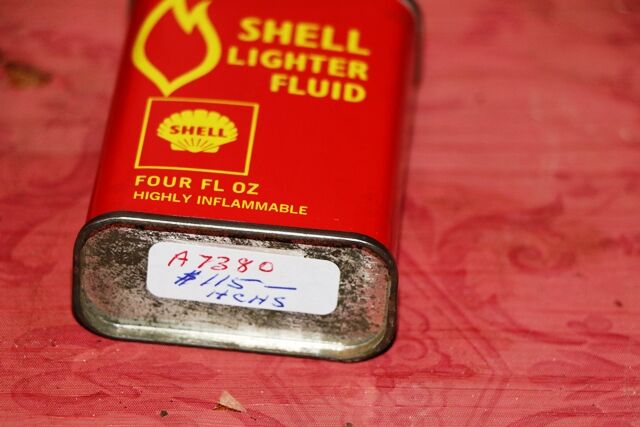 SHELL
LIGHTER
FLUID
SHELL
FOUR FL OZ
HIGHLY INFLAMMABLE
A7380
$115—
HCHS